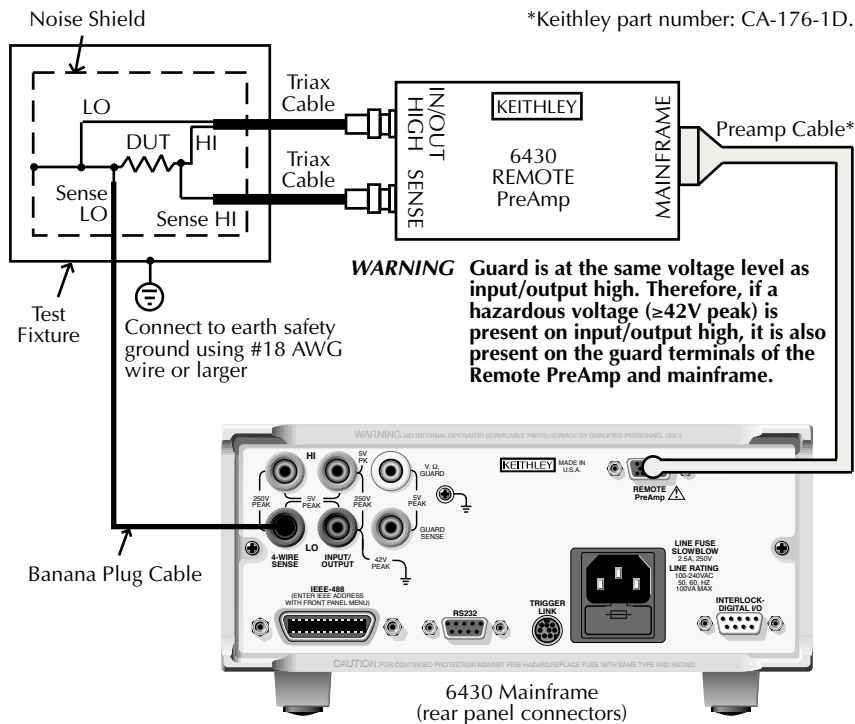 Noise Shield
*Keithley part number: CA-176-1D.
Triax
Cable
LO
DUT
HI
Triax
Cable
Sense
LO
Sense HI
IN/OUT
HIGH
SENSE
KEITHLEY
6430
REMOTE
PreAmp
MAINFRAME
Preamp Cable*
Test
Fixture
Connect to earth safety
ground using #18 AWG
wire or larger
WARNING Guard is at the same voltage level as
input/output high. Therefore, if a
hazardous voltage (≥42V peak) is
present on input/output high, it is also
present on the guard terminals of the
Remote PreAmp and mainframe.
WARNING:NO INTERNAL OPERATOR SERVICABLE PARTS,SERVICE BY QUALIFIED PERSONNEL ONLY.
HI
5V
PK
V, Ω,
GUARD
KEITHLEY
MADE IN
U.S.A.
250V
PEAK
5V
PEAK
250V
PEAK
5V
PEAK
REMOTE
PreAmp
4-WIRE
SENSE
LO
INPUT/
OUTPUT
42V
PEAK
GUARD
SENSE
LINE FUSE
SLOWBLOW
2.5A, 250V
LINE RATING
100-240VAC
50, 60, HZ
100VA MAX
Banana Plug Cable
IEEE-488
(ENTER IEEE ADDRESS
WITH FRONT PANEL MENU)
RS232
TRIGGER
LINK
INTERLOCK-
DIGITAL I/O
CAUTION:FOR CONTINUED PROTECTION AGAINST FIRE HAZARD,REPLACE FUSE WITH SAME TYPE AND RATING.
6430 Mainframe
(rear panel connectors)